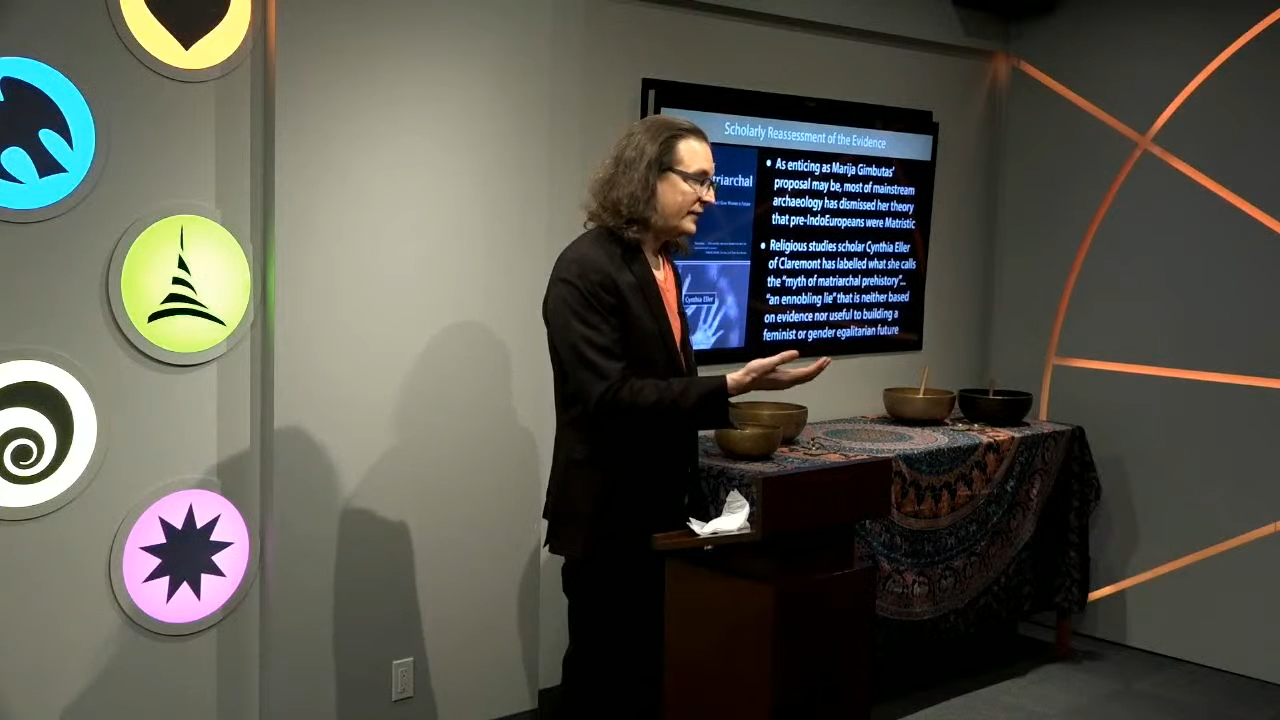 Scholarly Reassessment of the Evidence
triarchal
• As enticing as Marija Gimbutas'
proposal may be, most of mainstream
archaeology has dismissed her theory
that pre-IndoEuropeans were Matristic
• Religious studies scholar Cynthia Eller
of Claremont has labelled what she calls
the "myth of matriarchal prehistory"...
"an ennobling lie" that is neither based
on evidence nor useful to building a
feminist or gender egalitarian future
Cynthia Eller